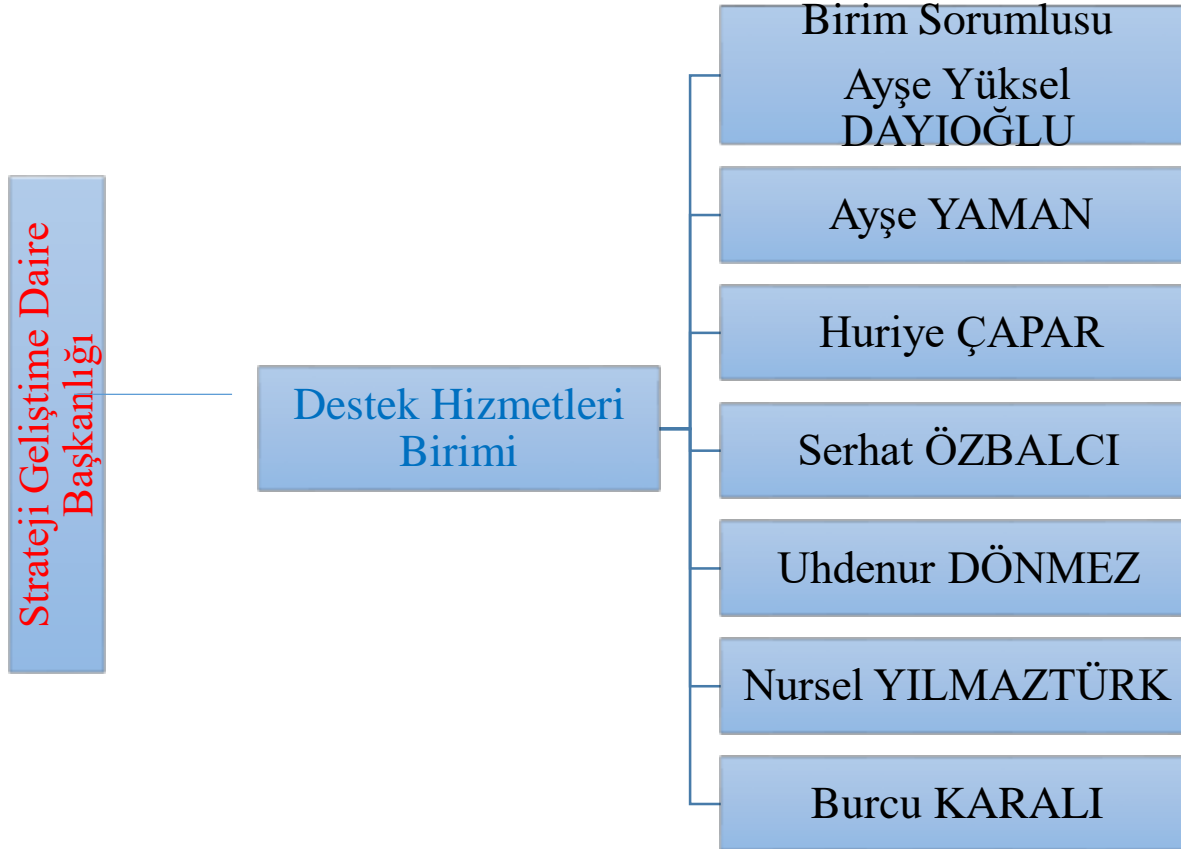 Strateji Geliştime Daire
Başkanlığı
Destek Hizmetleri
Birimi
Birim Sorumlusu
Ayşe Yüksel
DAYIOĞLU
Ayşe YAMAN
Huriye ÇAPAR
Serhat ÖZBALCI
Uhdenur DÖNMEZ
Nursel YILMAZTÜRK
Burcu KARALI